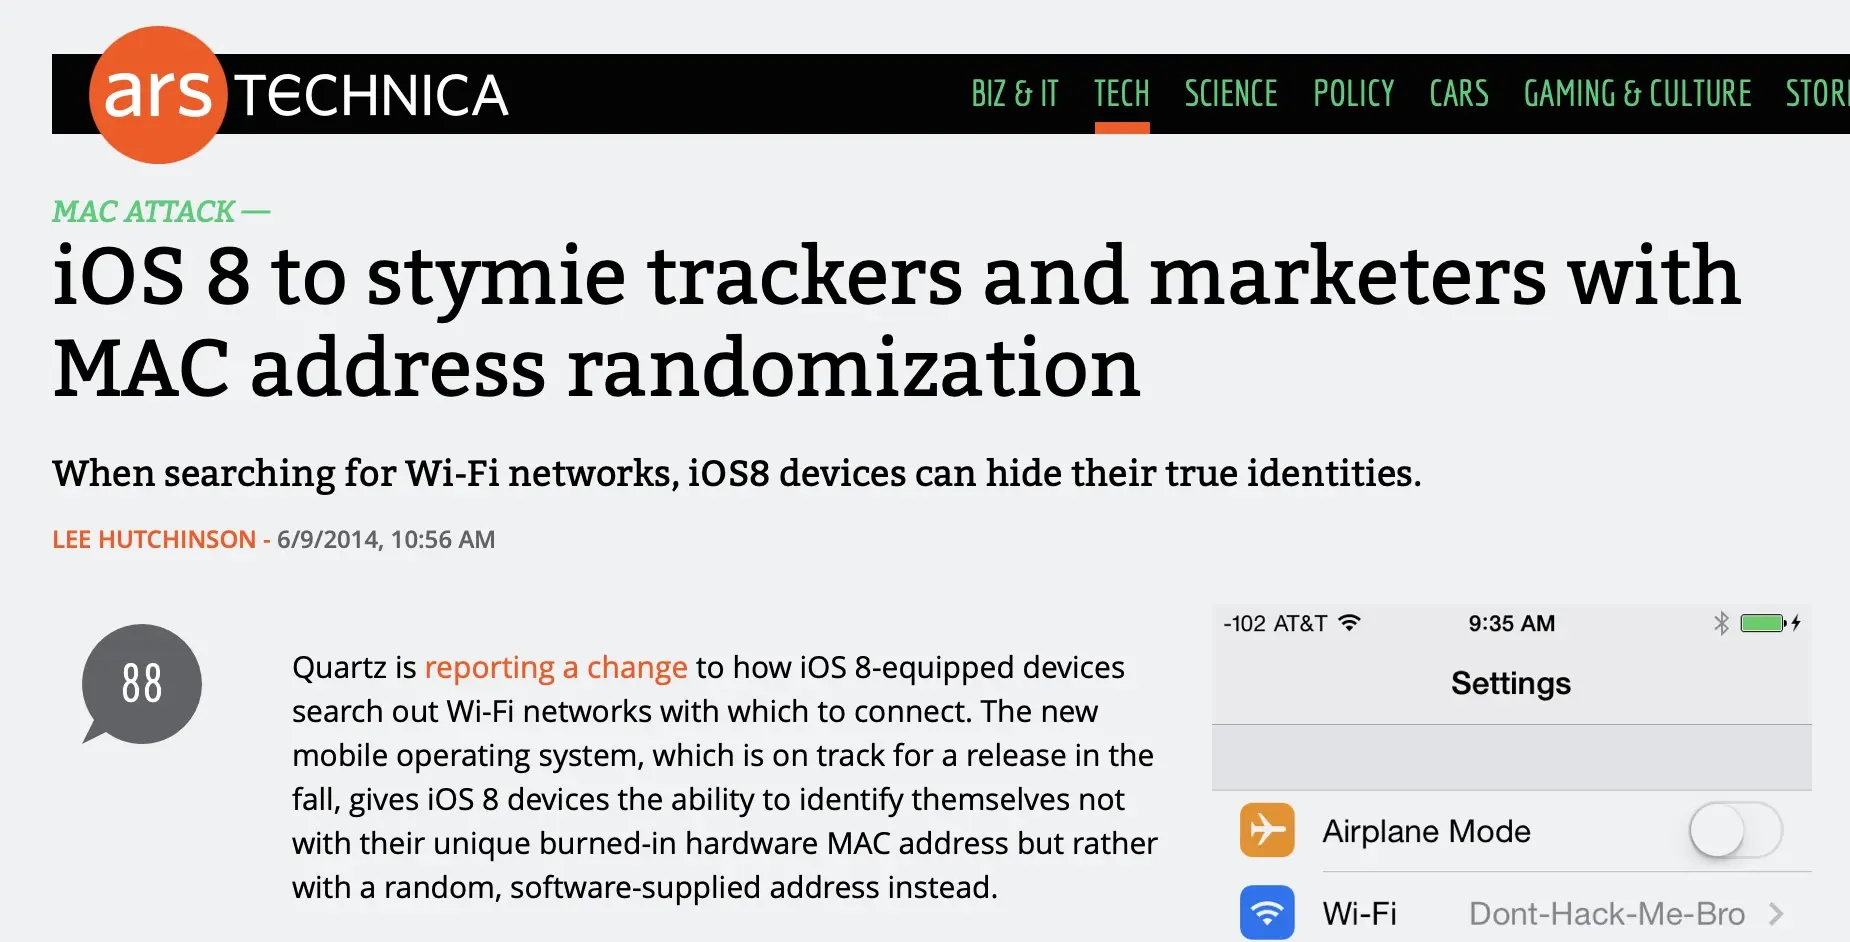 ars TECHNICA
BIZ & IT TECH SCIENCE POLICY CARS GAMING & CULTURE STOR
MAC ATTACK —
iOS 8 to stymie trackers and marketers with
MAC address randomization
When searching for Wi-Fi networks, iOS8 devices can hide their true identities.
LEE HUTCHINSON - 6/9/2014, 10:56 AM
88
Quartz is reporting a change to how iOS 8-equipped devices
search out Wi-Fi networks with which to connect. The new
mobile operating system, which is on track for a release in the
fall, gives iOS 8 devices the ability to identify themselves not
with their unique burned-in hardware MAC address but rather
with a random, software-supplied address instead.
-102 AT&T 9:35 AM
Settings
Airplane Mode
Wi-Fi Dont-Hack-Me-Bro